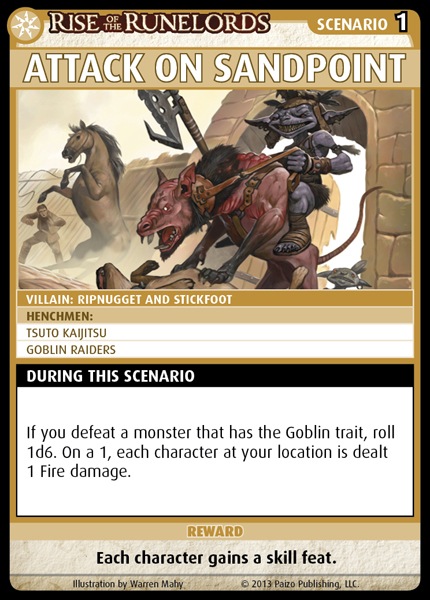 RISE OF THE RUNELORDS SCENARIO 1
ATTACK ON SANDPOINT
VILLAIN: RIPNUGGET AND STICKFOOT
HENCHMEN:
TSUTO KAIJITSU
GOBLIN RAIDERS
DURING THIS SCENARIO
If you defeat a monster that has the Goblin trait, roll
1d6. On a 1, each character at your location is dealt
1 Fire damage.
REWARD
Each character gains a skill feat.
Illustration by Warren Mahy © 2013 Paizo Publishing, LLC.